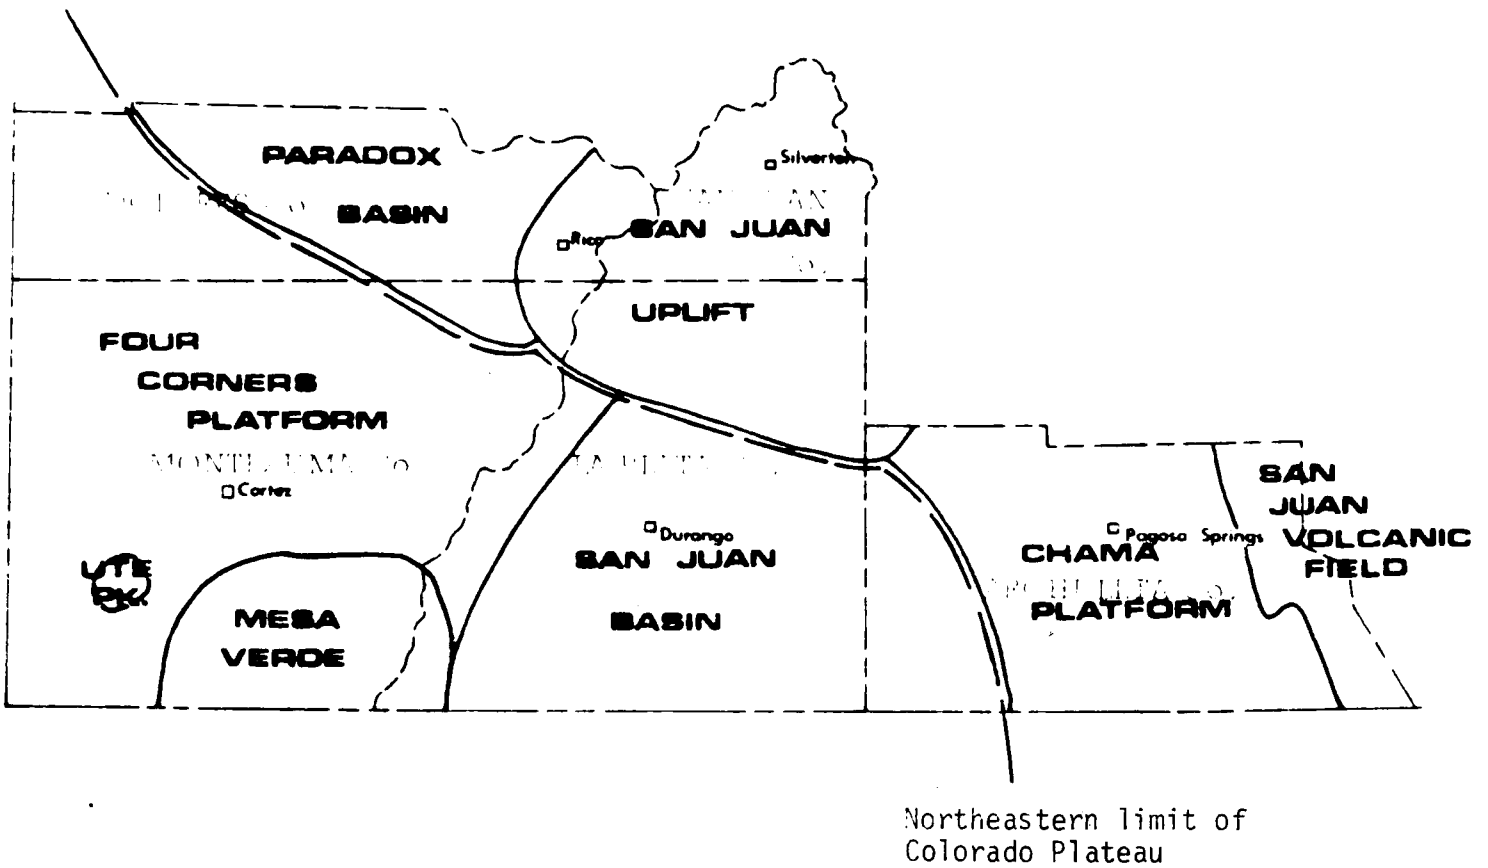 PARADOX
BASIN
Silverton
SAN JUAN
Rico
UPLIFT
FOUR
CORNERS
PLATFORM
Cortez
UTE
PK.
MESA
VERDE
Durango
SAN JUAN
BASIN
Pagosa Springs
CHAMA
PLATFORM
SAN
JUAN
VOLCANIC
FIELD
Northeastern limit of
Colorado Plateau